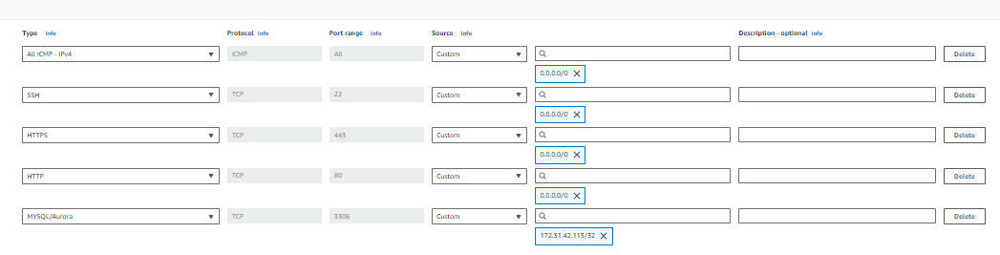 Type Info Protocol Info Port range Info Source Info Description - optional Info
All ICMP - IPv4 ICMP All Custom Delete
0.0.0.0/0
SSH TCP 22 Custom Delete
0.0.0.0/0
HTTPS TCP 443 Custom Delete
0.0.0.0/0
HTTP TCP 80 Custom Delete
0.0.0.0/0
MYSQL/Aurora TCP 3306 Custom Delete
172.31.42.113/32